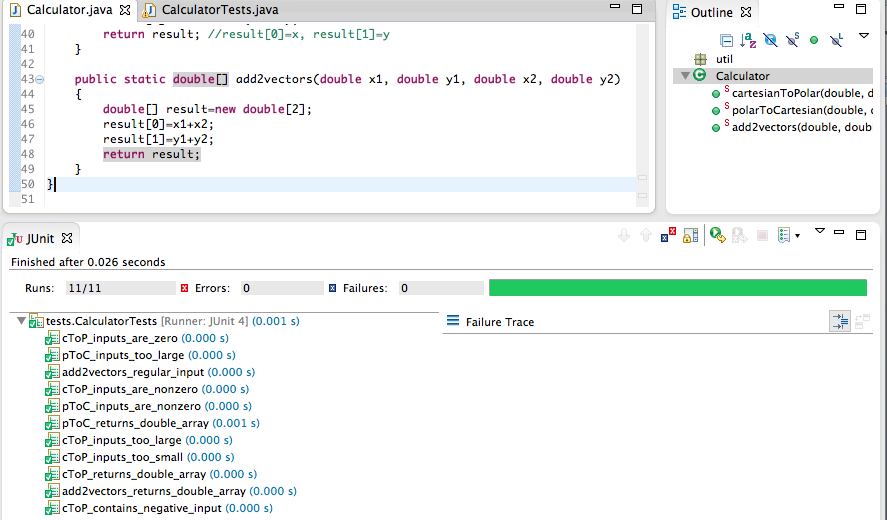 Calculator.java CalculatorTests.java
40 return result; //result[0]=x, result[1]=y
41 }
42
43 public static double[] add2vectors(double x1, double y1, double x2, double y2)
44 {
45 double[] result=new double[2];
46 result[0]=x1+x2;
47 result[1]=y1+y2;
48 return result;
49 }
50 }
51
Outline
util
Calculator
S cartesianToPolar(double, d
S polarToCartesian(double, c
S add2vectors(double, doub
JUnit
Finished after 0.026 seconds
Runs: 11/11 Errors: 0 Failures: 0
tests.CalculatorTests [Runner: JUnit 4] (0.001 s)
cToP_inputs_are_zero (0.000 s)
pToC_inputs_too_large (0.000 s)
add2vectors_regular_input (0.000 s)
cToP_inputs_are_nonzero (0.000 s)
pToC_inputs_are_nonzero (0.000 s)
pToC_returns_double_array (0.001 s)
cToP_inputs_too_large (0.000 s)
cToP_inputs_too_small (0.000 s)
cToP_returns_double_array (0.000 s)
add2vectors_returns_double_array (0.000 s)
cToP_contains_negative_input (0.000 s)
Failure Trace